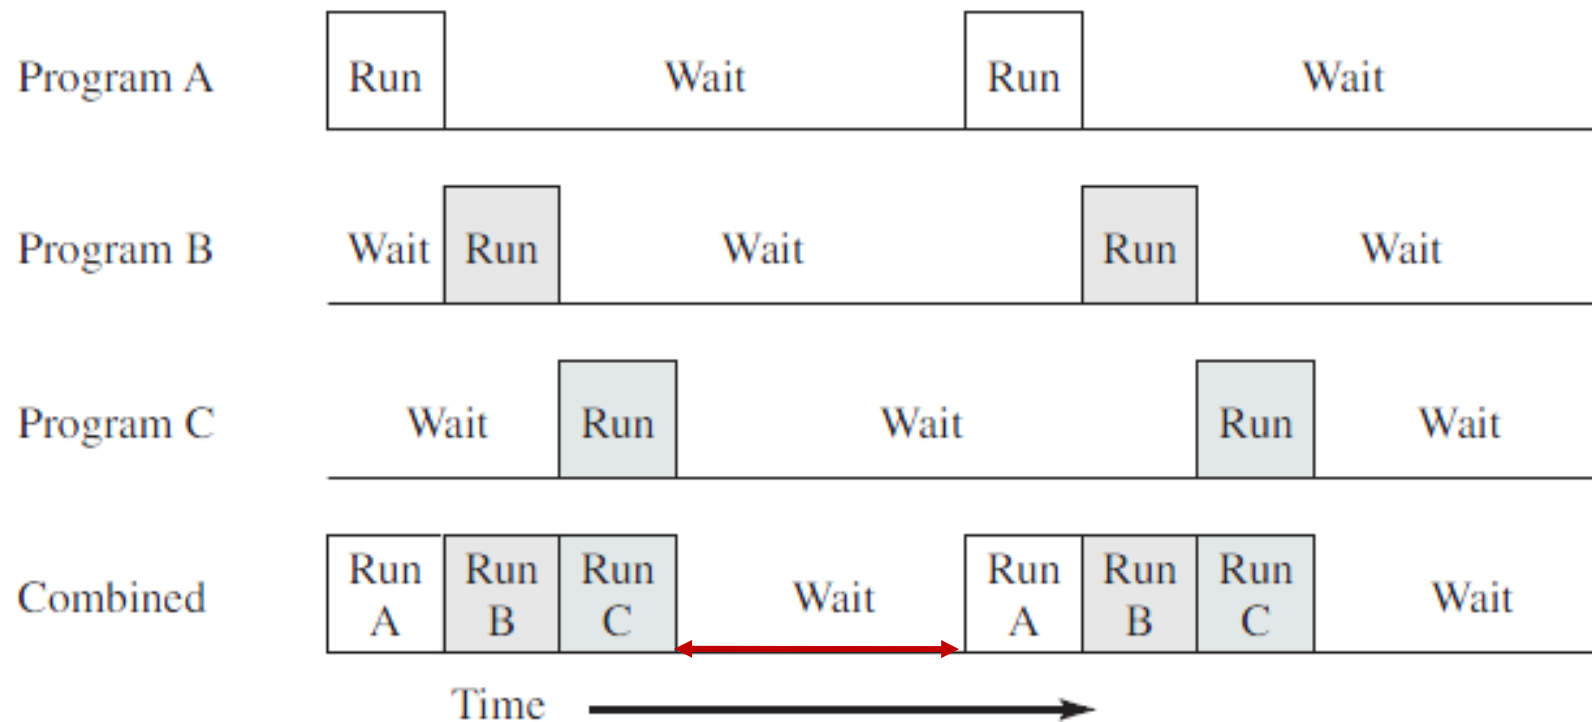 Program A Run Wait Run Wait
Program B Wait Run Wait Run Wait
Program C Wait Run Wait Run Wait
Combined Run A Run B Run C Wait Run A Run B Run C Wait
Time